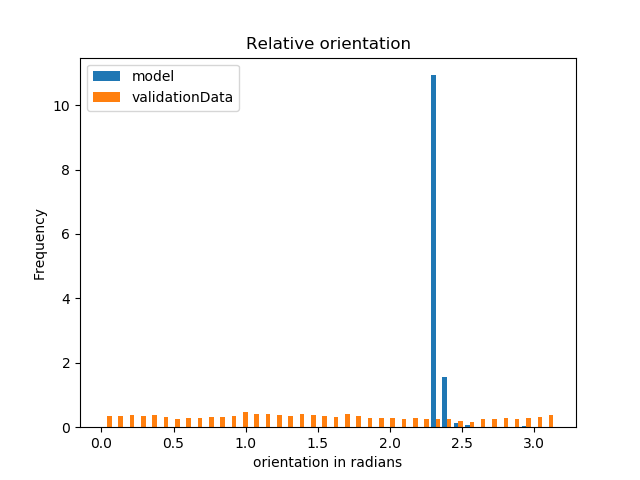 Relative orientation
model
validationData
Frequency
10
8
6
4
2
0
0.0 0.5 1.0 1.5 2.0 2.5 3.0
orientation in radians